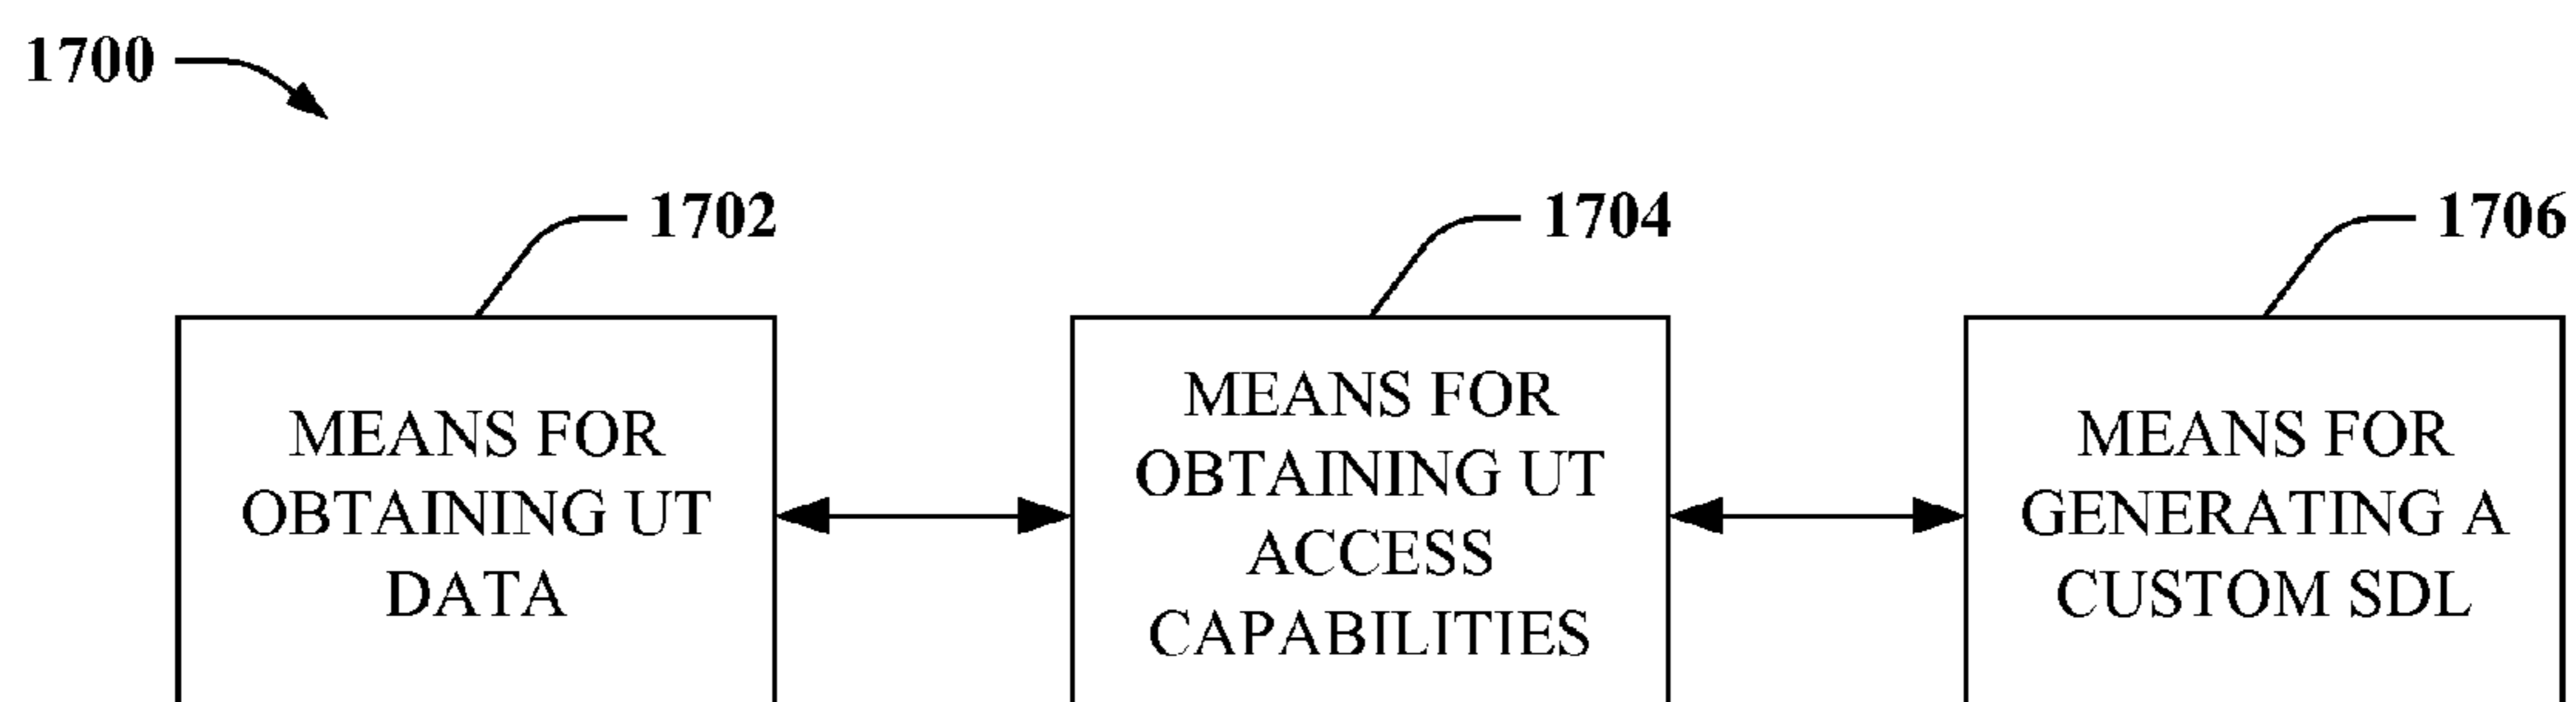 1700
1702
1704
1706
MEANS FOR
OBTAINING UT
DATA
MEANS FOR
OBTAINING UT
ACCESS
CAPABILITIES
MEANS FOR
GENERATING A
CUSTOM SDL